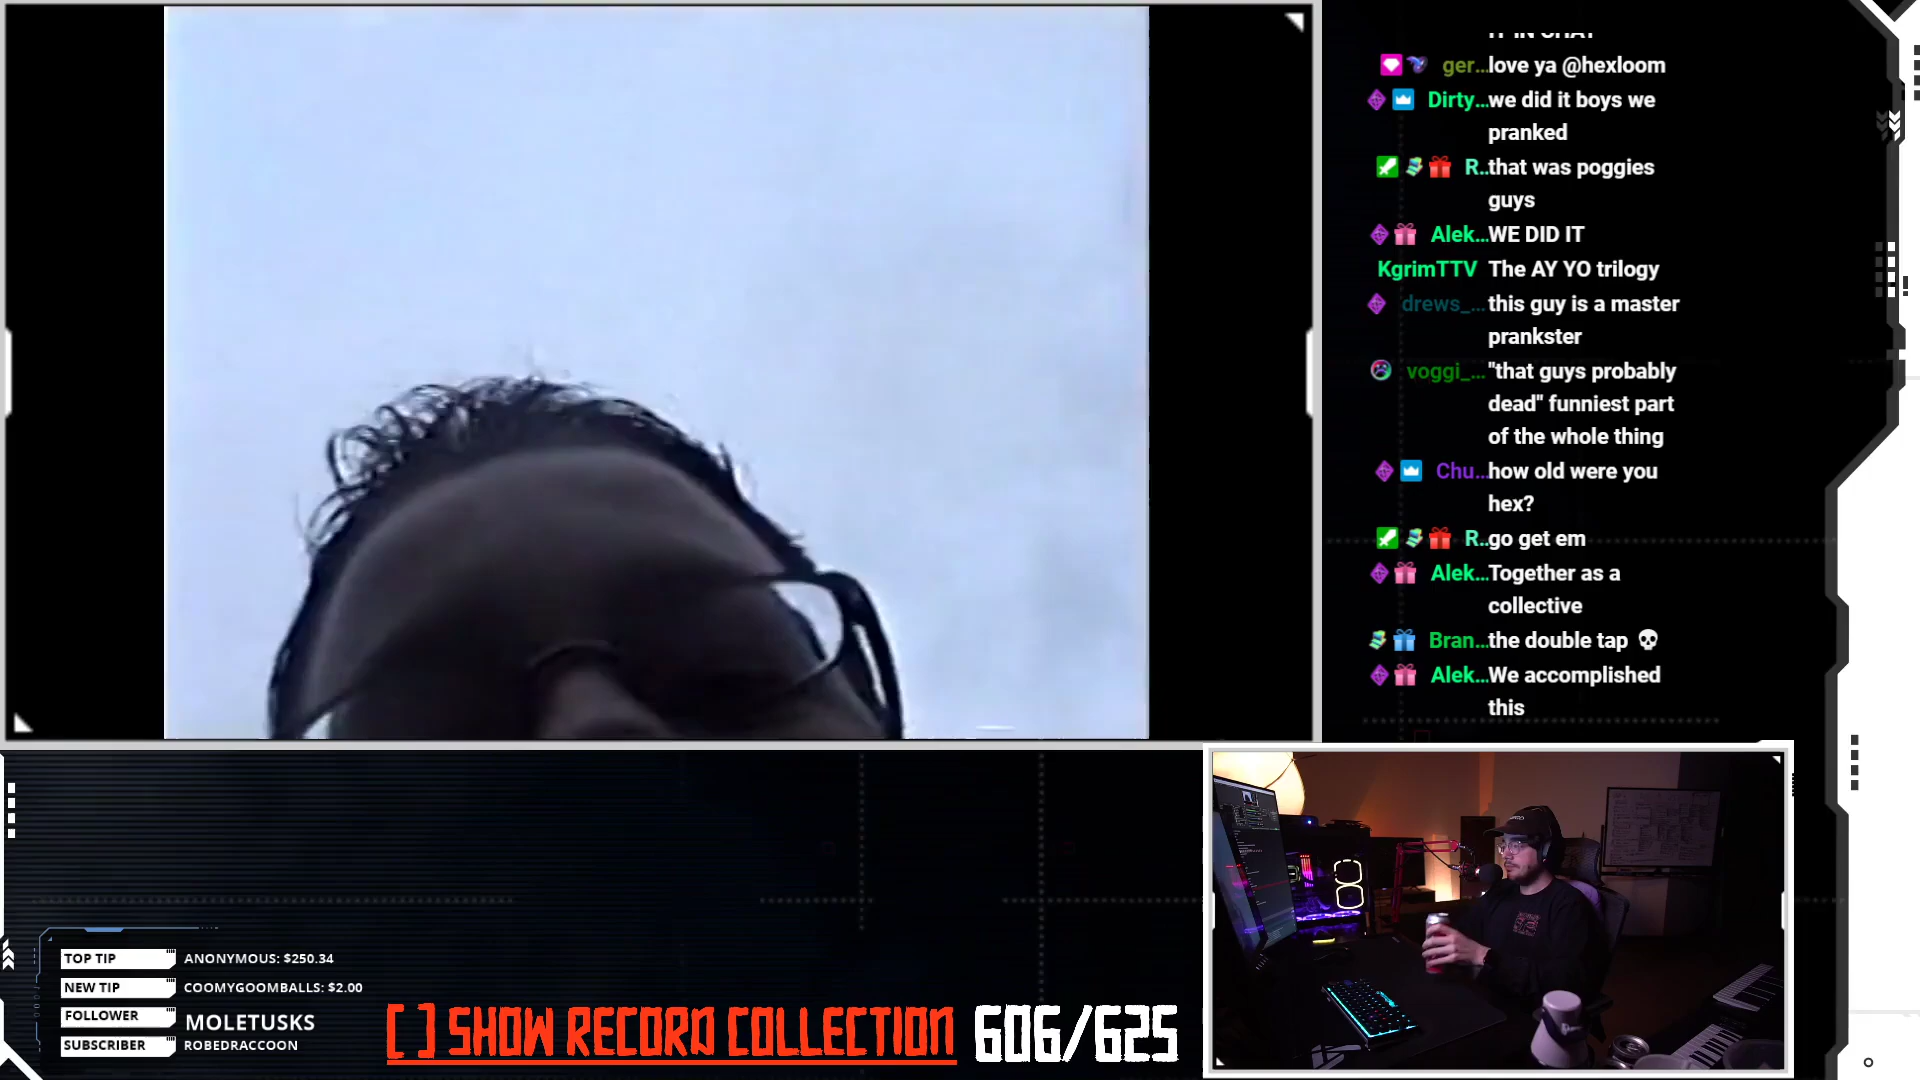 ger... love ya @hexloom
Dirty... we did it boys we
pranked
R.. that was poggies
guys
Alek... WE DID IT
KgrimTTV The AY YO trilogy
drews_... this guy is a master
prankster
voggi_... "that guys probably
dead" funniest part
of the whole thing
Chu... how old were you
hex?
R.. go get em
Alek... Together as a
collective
Bran... the double tap 💀
Alek... We accomplished
this
TOP TIP ANONYMOUS: $250.34
NEW TIP COOMYGOOMBALLS: $2.00
FOLLOWER MOLETUSKS
SUBSCRIBER ROBEDRACCOON
[ ] SHOW RECORD COLLECTION 606/625